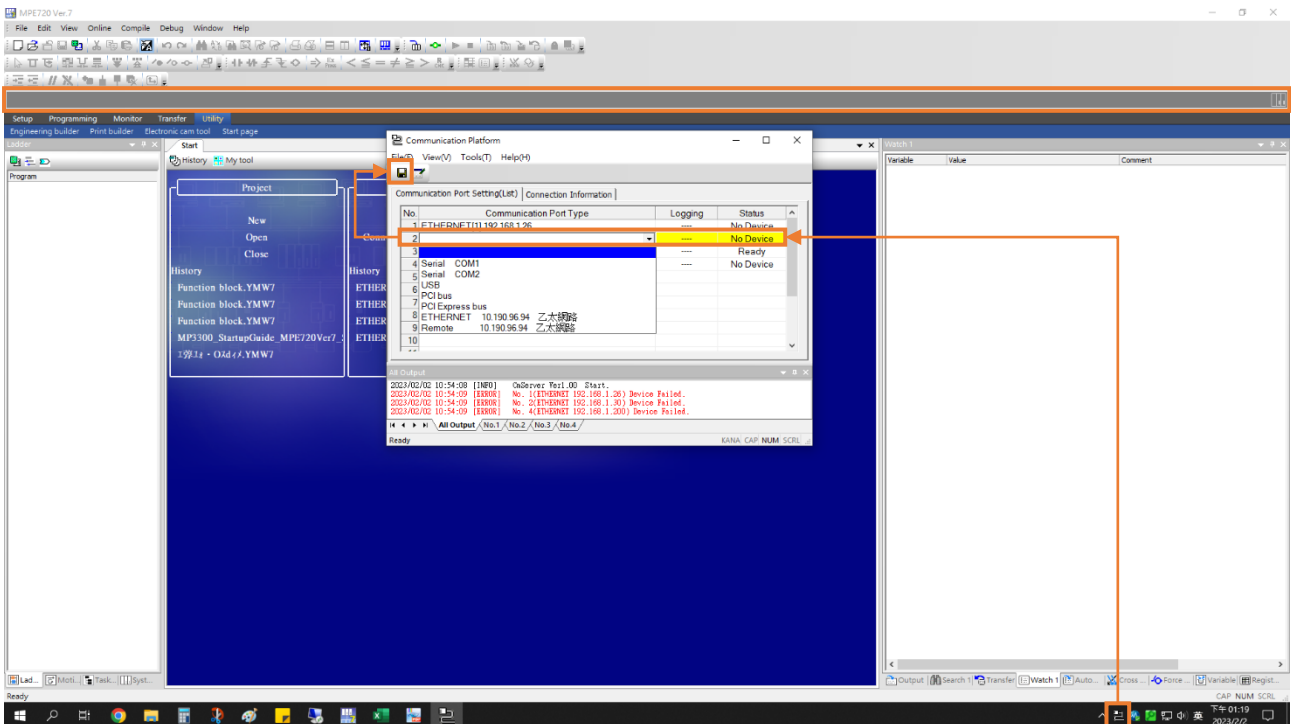 MPE720 Ver.7
File Edit View Online Compile Debug Window Help
Setup Programming Monitor Transfer Utility
Engineering builder Print builder Electronic cam tool Start page
Ladder
Program
Start
History My tool
Project
New
Open
Close
History
Function block.YMW7
Function block.YMW7
Function block.YMW7
MP3300_StartupGuide_MPE720Ver7_
History
ETHER
ETHER
ETHER
ETHER
Communication Platform
File(F) View(V) Tools(T) Help(H)
Communication Port Setting(List) Connection Information
No. Communication Port Type Logging Status
1 ETHERNET[1] 192.168.1.26 ---- No Device
2 ---- No Device
3 ---- Ready
4 Serial COM1 ---- No Device
5 Serial COM2
6 USB
7 PCI bus
PCI Express bus
8 ETHERNET 10.190.96.94 乙太網路
9 Remote 10.190.96.94 乙太網路
10
All Output
2023/02/02 10:54:08 [INFO] CmServer Ver1.00 Start.
2023/02/02 10:54:09 [ERROR] No. 1(ETHERNET 192.168.1.26) Device Failed.
2023/02/02 10:54:09 [ERROR] No. 2(ETHERNET 192.168.1.30) Device Failed.
2023/02/02 10:54:09 [ERROR] No. 4(ETHERNET 192.168.1.200) Device Failed.
All Output No.1 No.2 No.3 No.4
Ready KANA CAP NUM SCRL
Watch 1
Variable Value Comment
Lad... Moti... Task... Syst...
Output Search 1 Transfer Watch 1 Auto... Cross ... Force ... Variable Regist...
Ready CAP NUM SCRL
英 下午 01:19
2023/2/2